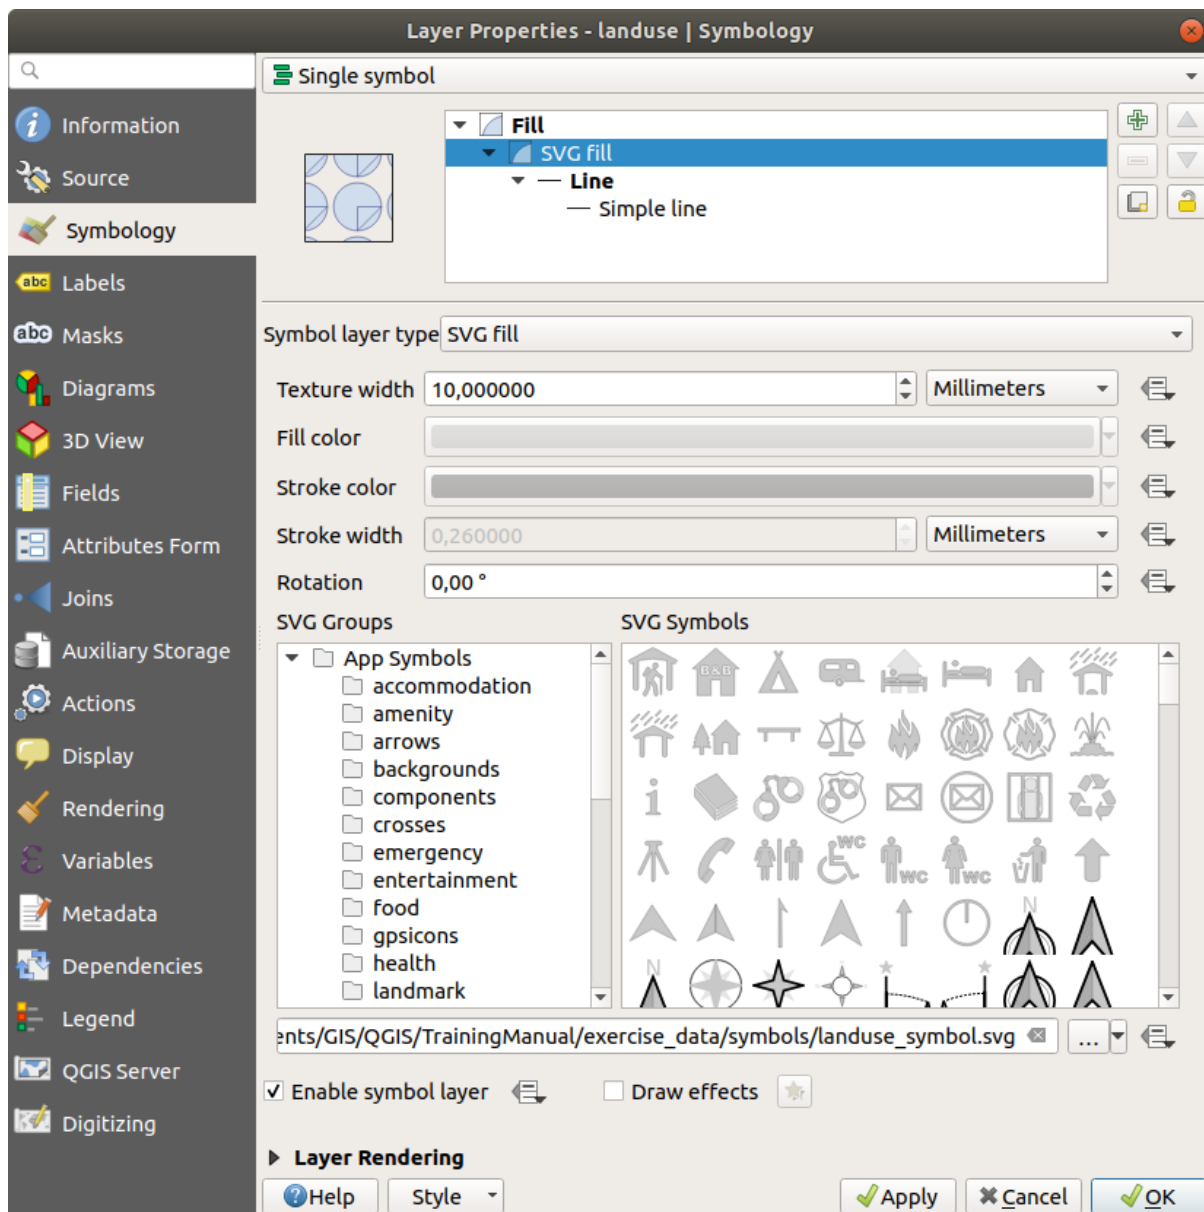 Layer Properties - landuse | Symbology
Single symbol
Information
Source
Symbology
Labels
Masks
Diagrams
3D View
Fields
Attributes Form
Joins
Auxiliary Storage
Actions
Display
Rendering
Variables
Metadata
Dependencies
Legend
QGIS Server
Digitizing
Fill
SVG fill
Line
Simple line
Symbol layer type SVG fill
Texture width 10,000000 Millimeters
Fill color
Stroke color
Stroke width 0,260000 Millimeters
Rotation 0,00 °
SVG Groups
App Symbols
accommodation
amenity
arrows
backgrounds
components
crosses
emergency
entertainment
food
gpsicons
health
landmark
SVG Symbols
B&B
WC
WC
WC
N
N
ents/GIS/QGIS/TrainingManual/exercise_data/symbols/landuse_symbol.svg ...
Enable symbol layer Draw effects
Layer Rendering
Help Style Apply Cancel OK